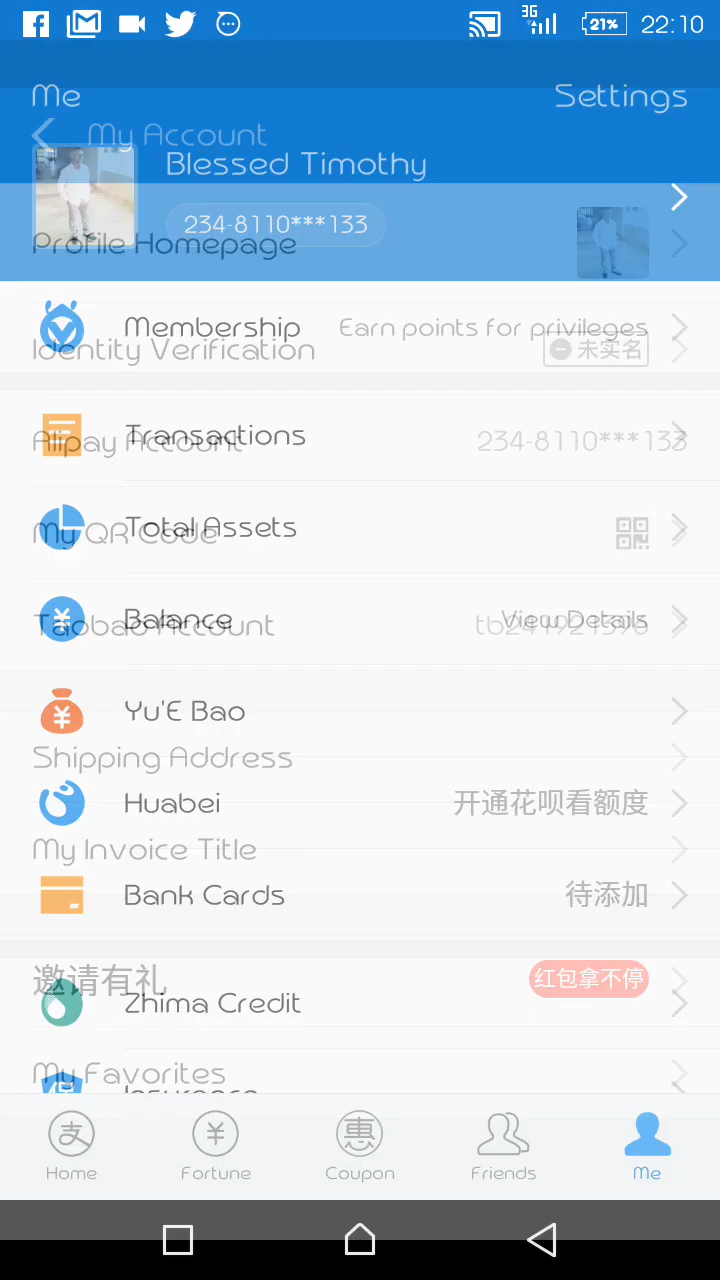 3G
21%
22:10
Me
Settings
My Account
Blessed Timothy
234-8110***133
Profile Homepage
Membership
Earn points for privileges
Identity Verification
未实名
Transactions
Alipay Account
234-8110***133
Total Assets
My QR Code
Balance
View Details
Taobao Account
Yu'E Bao
Shipping Address
Huabei
开通花呗看额度
My Invoice Title
Bank Cards
待添加
邀请有礼
红包拿不停
Zhima Credit
My Favorites
Insurance
Home
Fortune
Coupon
Friends
Me